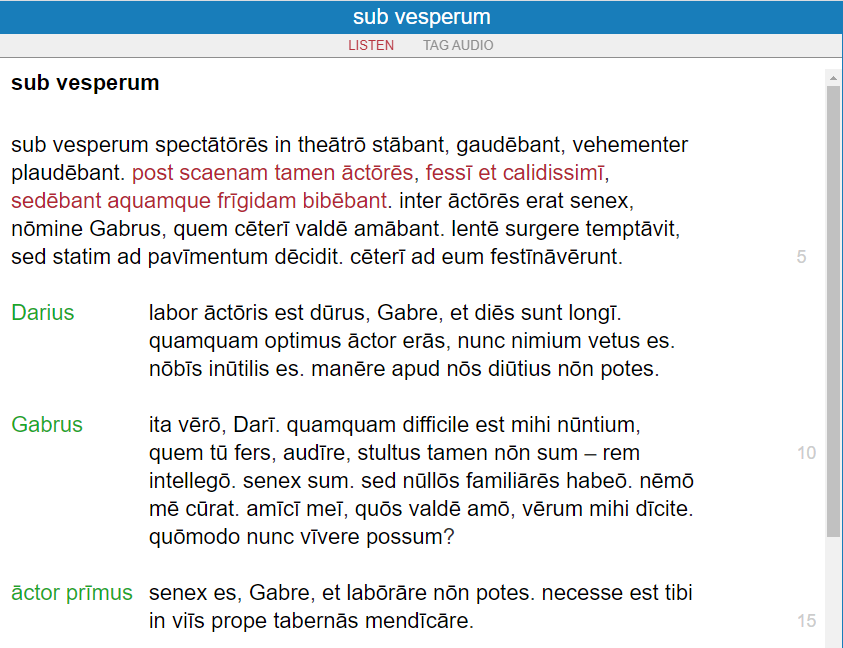 sub vesperum
LISTEN TAG AUDIO
sub vesperum
sub vesperum spectātōrēs in theātrō stābant, gaudēbant, vehementer
plaudēbant. post scaenam tamen āctōrēs, fessī et calidissimī,
sedēbant aquamque frīgidam bibēbant. inter āctōrēs erat senex,
nōmine Gabrus, quem cēterī valdē amābant. lentē surgere temptāvit,
sed statim ad pavīmentum dēcidit. cēterī ad eum festīnāvērunt. 5
Darius labor āctōris est dūrus, Gabre, et diēs sunt longī.
quamquam optimus āctor erās, nunc nimium vetus es.
nōbīs inūtilis es. manēre apud nōs diūtius nōn potes.
Gabrus ita vērō, Darī. quamquam difficile est mihi nūntium,
quem tū fers, audīre, stultus tamen nōn sum – rem 10
intellegō. senex sum. sed nūllōs familiārēs habeō. nēmō
mē cūrat. amīcī meī, quōs valdē amō, vērum mihi dīcite.
quōmodo nunc vīvere possum?
āctor prīmus senex es, Gabre, et labōrāre nōn potes. necesse est tibi
in viīs prope tabernās mendīcāre. 15